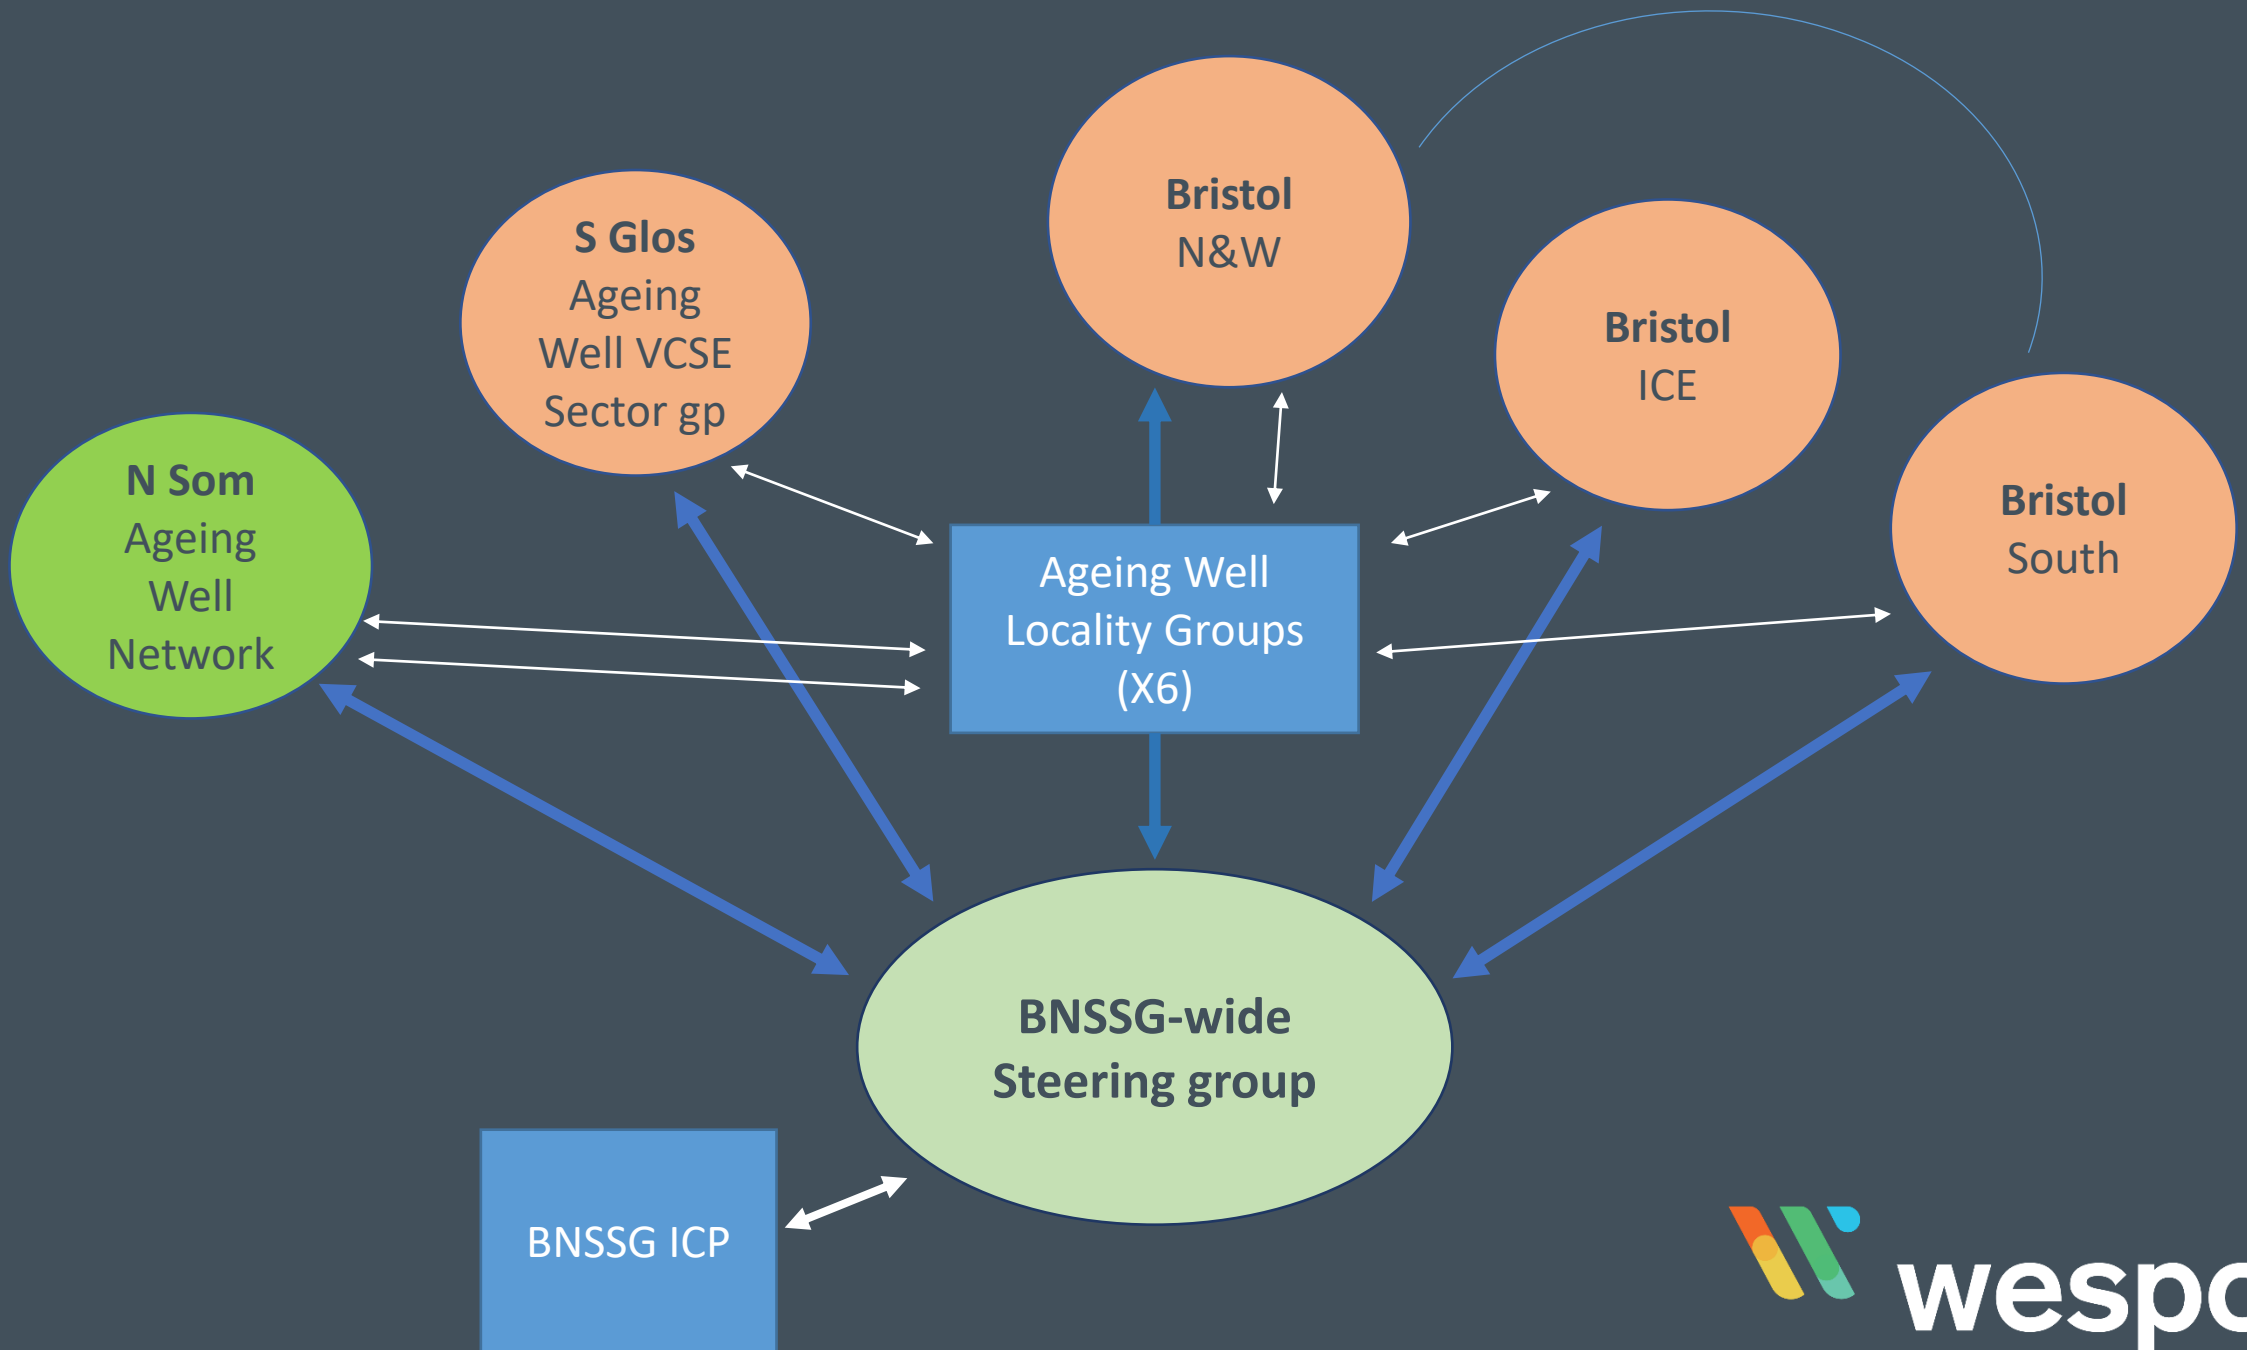 Bristol
N&W
S Glos
Ageing
Well VCSE
Sector gp
Bristol
ICE
N Som
Ageing
Well
Network
Bristol
South
Ageing Well
Locality Groups
(X6)
BNSSG-wide
Steering group
BNSSG ICP